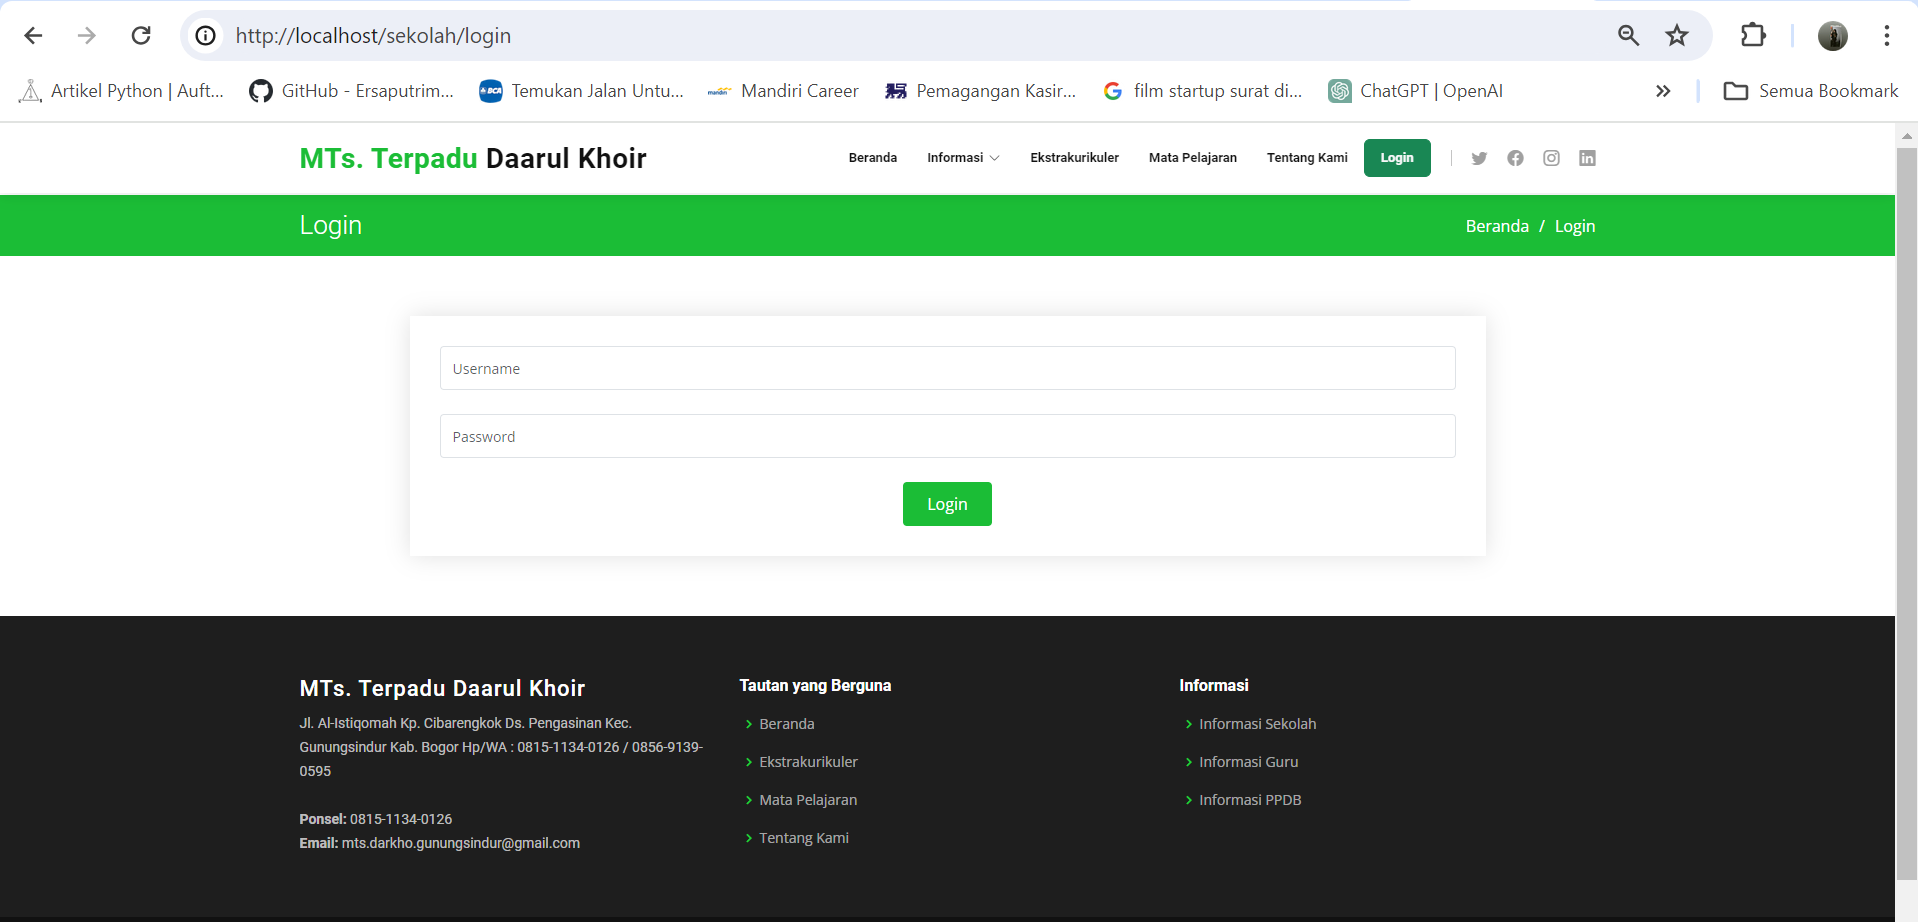 http://localhost/sekolah/login
Artikel Python | Auft... GitHub - Ersaputrim... BCA Temukan Jalan Untu... mandiri Mandiri Career Pemagangan Kasir... film startup surat di... ChatGPT | OpenAI Semua Bookmark
MTs. Terpadu Daarul Khoir Beranda Informasi Ekstrakurikuler Mata Pelajaran Tentang Kami Login
Login Beranda / Login
Username
Password
Login
MTs. Terpadu Daarul Khoir
Jl. Al-Istiqomah Kp. Cibarengkok Ds. Pengasinan Kec.
Gunungsindur Kab. Bogor Hp/WA : 0815-1134-0126 / 0856-9139-
0595
Ponsel: 0815-1134-0126
Email: mts.darkho.gunungsindur@gmail.com
Tautan yang Berguna
Beranda
Ekstrakurikuler
Mata Pelajaran
Tentang Kami
Informasi
Informasi Sekolah
Informasi Guru
Informasi PPDB